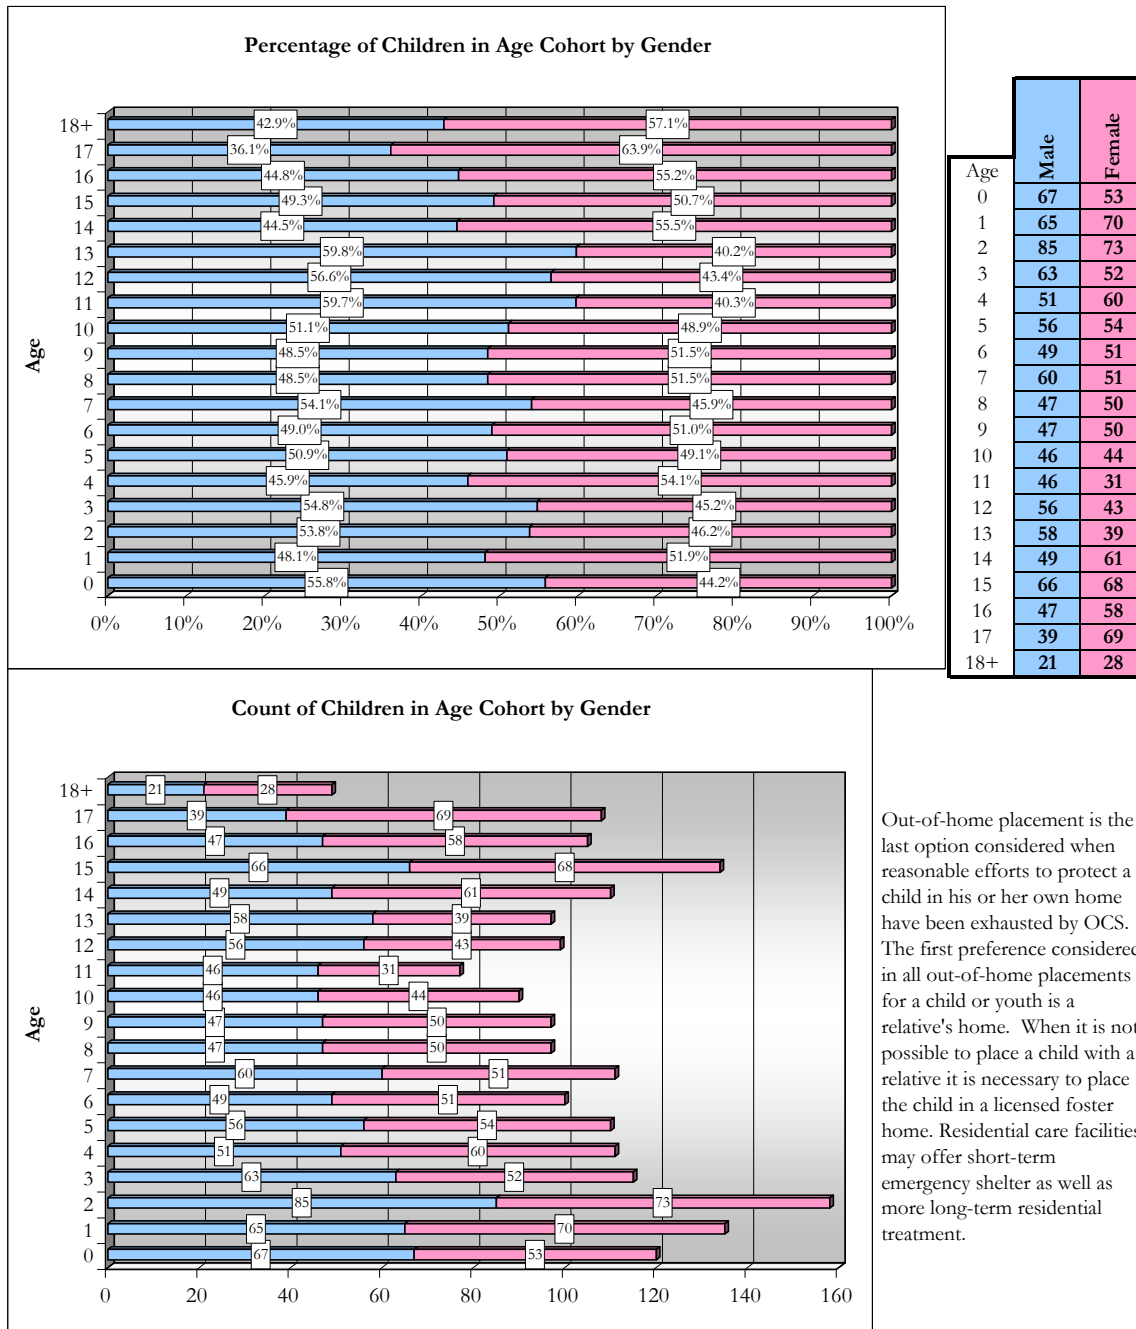 Percentage of Children in Age Cohort by Gender
Age
18+ 42.9% 57.1%
17 36.1% 63.9%
16 44.8% 55.2%
15 49.3% 50.7%
14 44.5% 55.5%
13 59.8% 40.2%
12 56.6% 43.4%
11 59.7% 40.3%
10 51.1% 48.9%
9 48.5% 51.5%
8 48.5% 51.5%
7 54.1% 45.9%
6 49.0% 51.0%
5 50.9% 49.1%
4 45.9% 54.1%
3 54.8% 45.2%
2 53.8% 46.2%
1 48.1% 51.9%
0 55.8% 44.2%
0% 10% 20% 30% 40% 50% 60% 70% 80% 90% 100%
Age Male Female
0 67 53
1 65 70
2 85 73
3 63 52
4 51 60
5 56 54
6 49 51
7 60 51
8 47 50
9 47 50
10 46 44
11 46 31
12 56 43
13 58 39
14 49 61
15 66 68
16 47 58
17 39 69
18+ 21 28
Count of Children in Age Cohort by Gender
Age
18+ 21 28
17 39 69
16 47 58
15 66 68
14 49 61
13 58 39
12 56 43
11 46 31
10 46 44
9 47 50
8 47 50
7 60 51
6 49 51
5 56 54
4 51 60
3 63 52
2 85 73
1 65 70
0 67 53
0 20 40 60 80 100 120 140 160
Out-of-home placement is the
last option considered when
reasonable efforts to protect a
child in his or her own home
have been exhausted by OCS.
The first preference considered
in all out-of-home placements
for a child or youth is a
relative's home.  When it is not
possible to place a child with a
relative it is necessary to place
the child in a licensed foster
home. Residential care facilities
may offer short-term
emergency shelter as well as
more long-term residential
treatment.